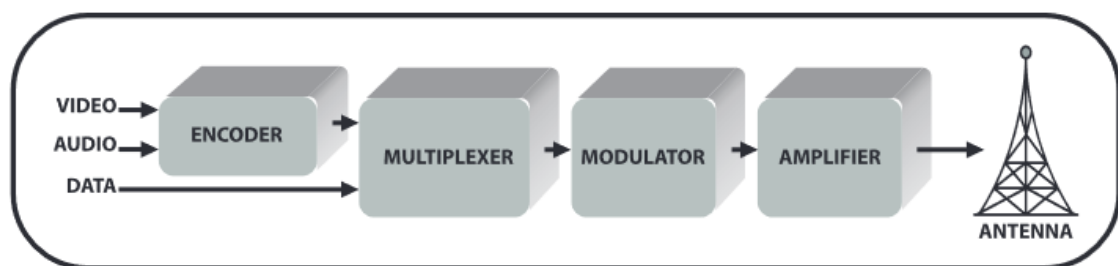 VIDEO
AUDIO
DATA
ENCODER
MULTIPLEXER
MODULATOR
AMPLIFIER
ANTENNA